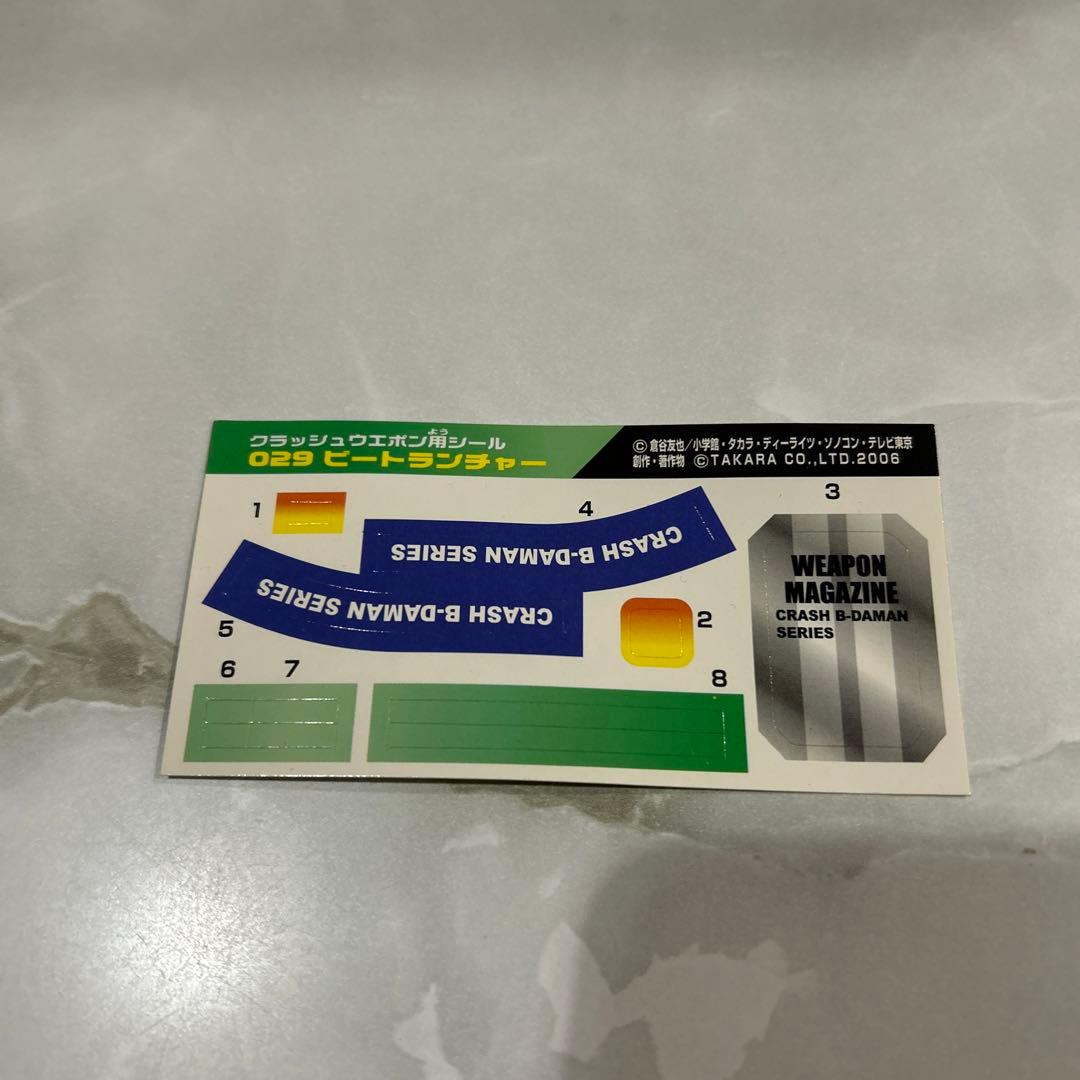 クラッシュウエポン用シール
よう
029 ビートランチャー
©倉谷友也/小学館・タカラ・ディーライツ・ソノコン・テレビ東京
創作・著作物 ©TAKARA CO.,LTD.2006
1
4
3
CRASH B-DAMAN SERIES
CRASH B-DAMAN SERIES
WEAPON
MAGAZINE
CRASH B-DAMAN
SERIES
5
2
6
7
8